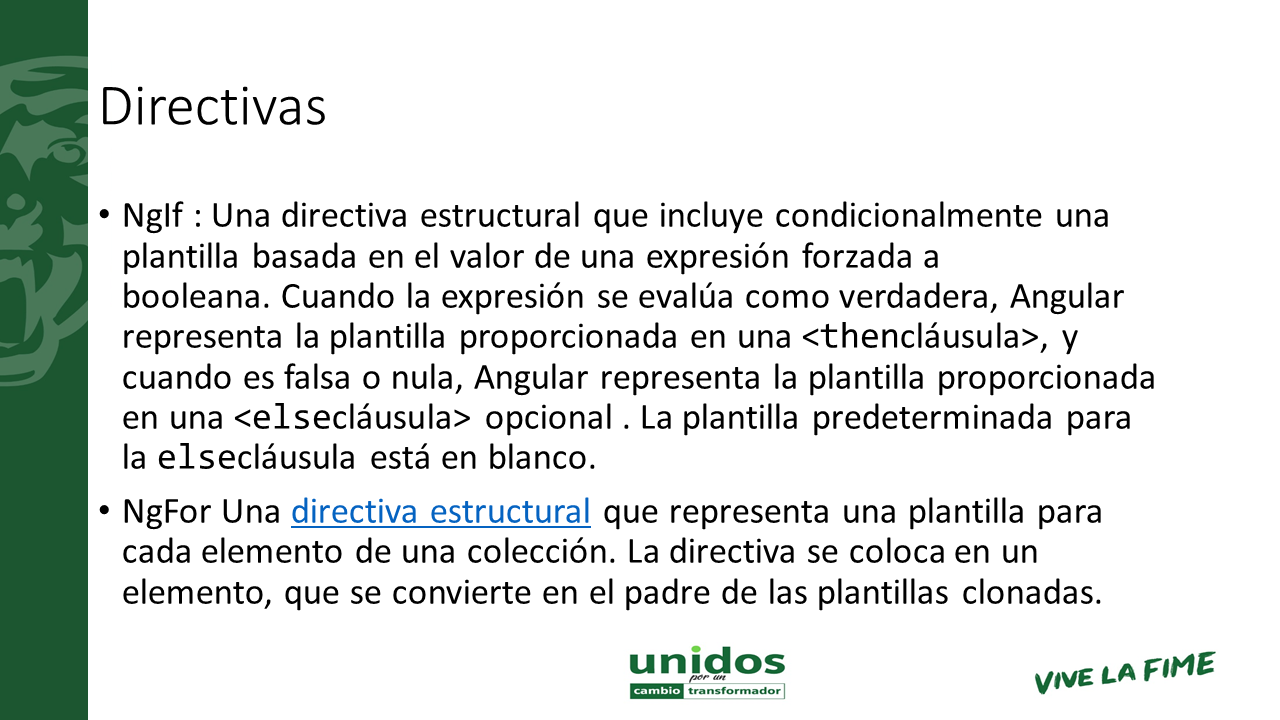 Directivas
• NgIf : Una directiva estructural que incluye condicionalmente una
plantilla basada en el valor de una expresión forzada a
booleana. Cuando la expresión se evalúa como verdadera, Angular
representa la plantilla proporcionada en una <thencláusula>, y
cuando es falsa o nula, Angular representa la plantilla proporcionada
en una <elsecláusula> opcional . La plantilla predeterminada para
la elsecláusula está en blanco.
• NgFor Una directiva estructural que representa una plantilla para
cada elemento de una colección. La directiva se coloca en un
elemento, que se convierte en el padre de las plantillas clonadas.
unidos
por un
cambio transformador
VIVE LA FIME